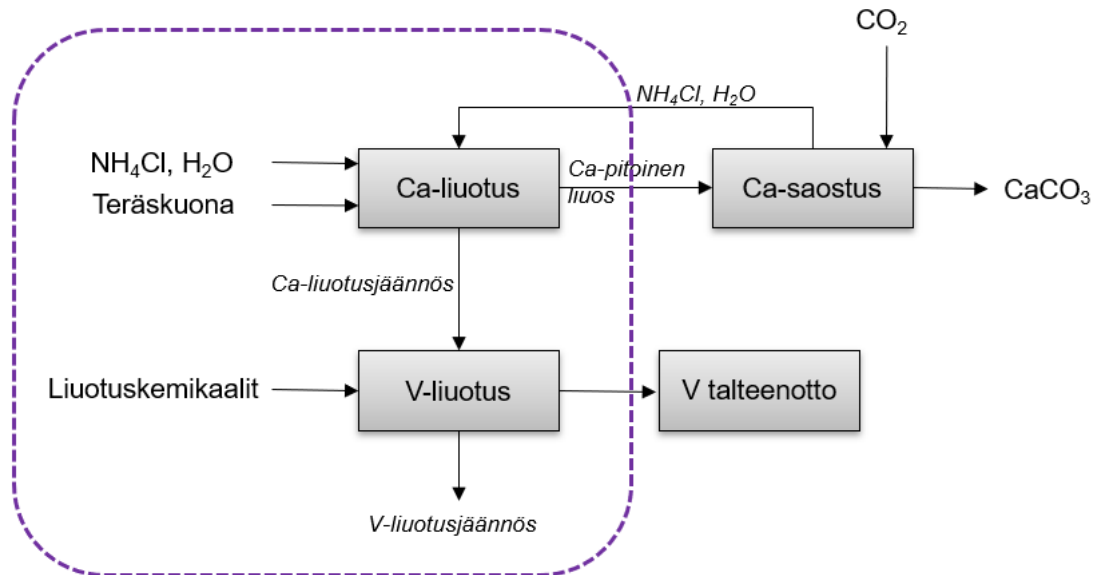 CO₂
NH₄Cl, H₂O
NH₄Cl, H₂O
Teräskuona
Ca-liuotus
Ca-pitoinen
liuos
Ca-saostus
CaCO₃
Ca-liuotusjäännös
Liuotuskemikaalit
V-liuotus
V talteenotto
V-liuotusjäännös